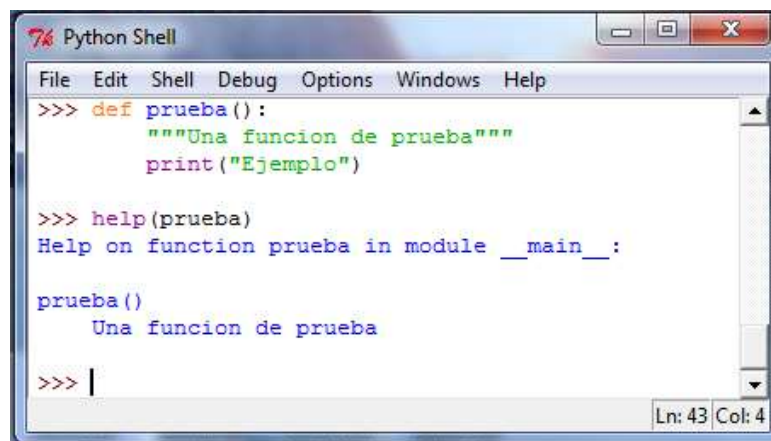 Python Shell
File Edit Shell Debug Options Windows Help
>>> def prueba():
"""Una funcion de prueba"""
print("Ejemplo")
>>> help(prueba)
Help on function prueba in module __main__:
prueba()
Una funcion de prueba
>>>
Ln: 43 Col: 4